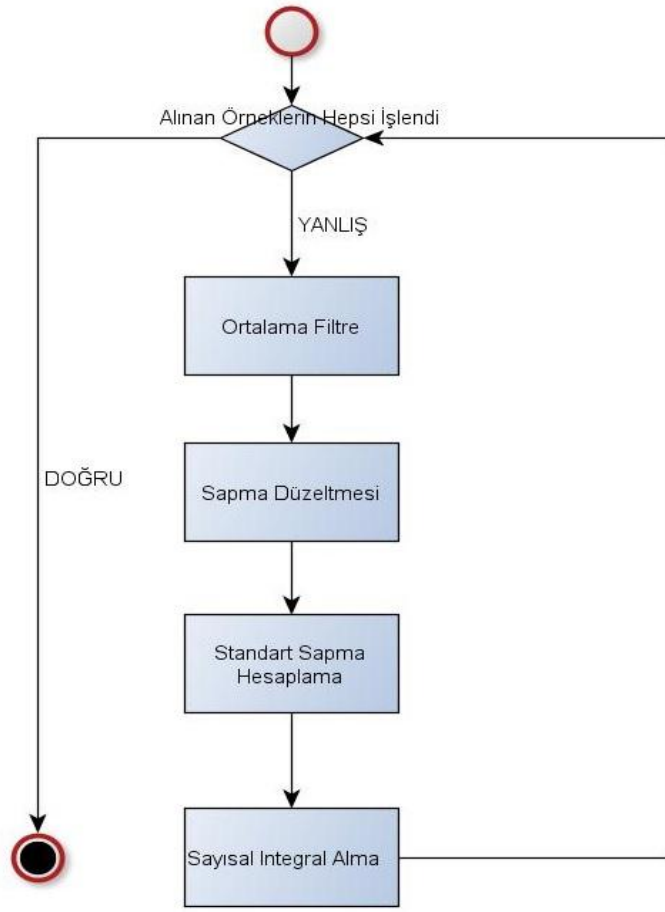 Alınan Örneklerin Hepsi İşlendi
YANLIŞ
Ortalama Filtre
DOĞRU
Sapma Düzeltmesi
Standart Sapma
Hesaplama
Sayısal Integral Alma